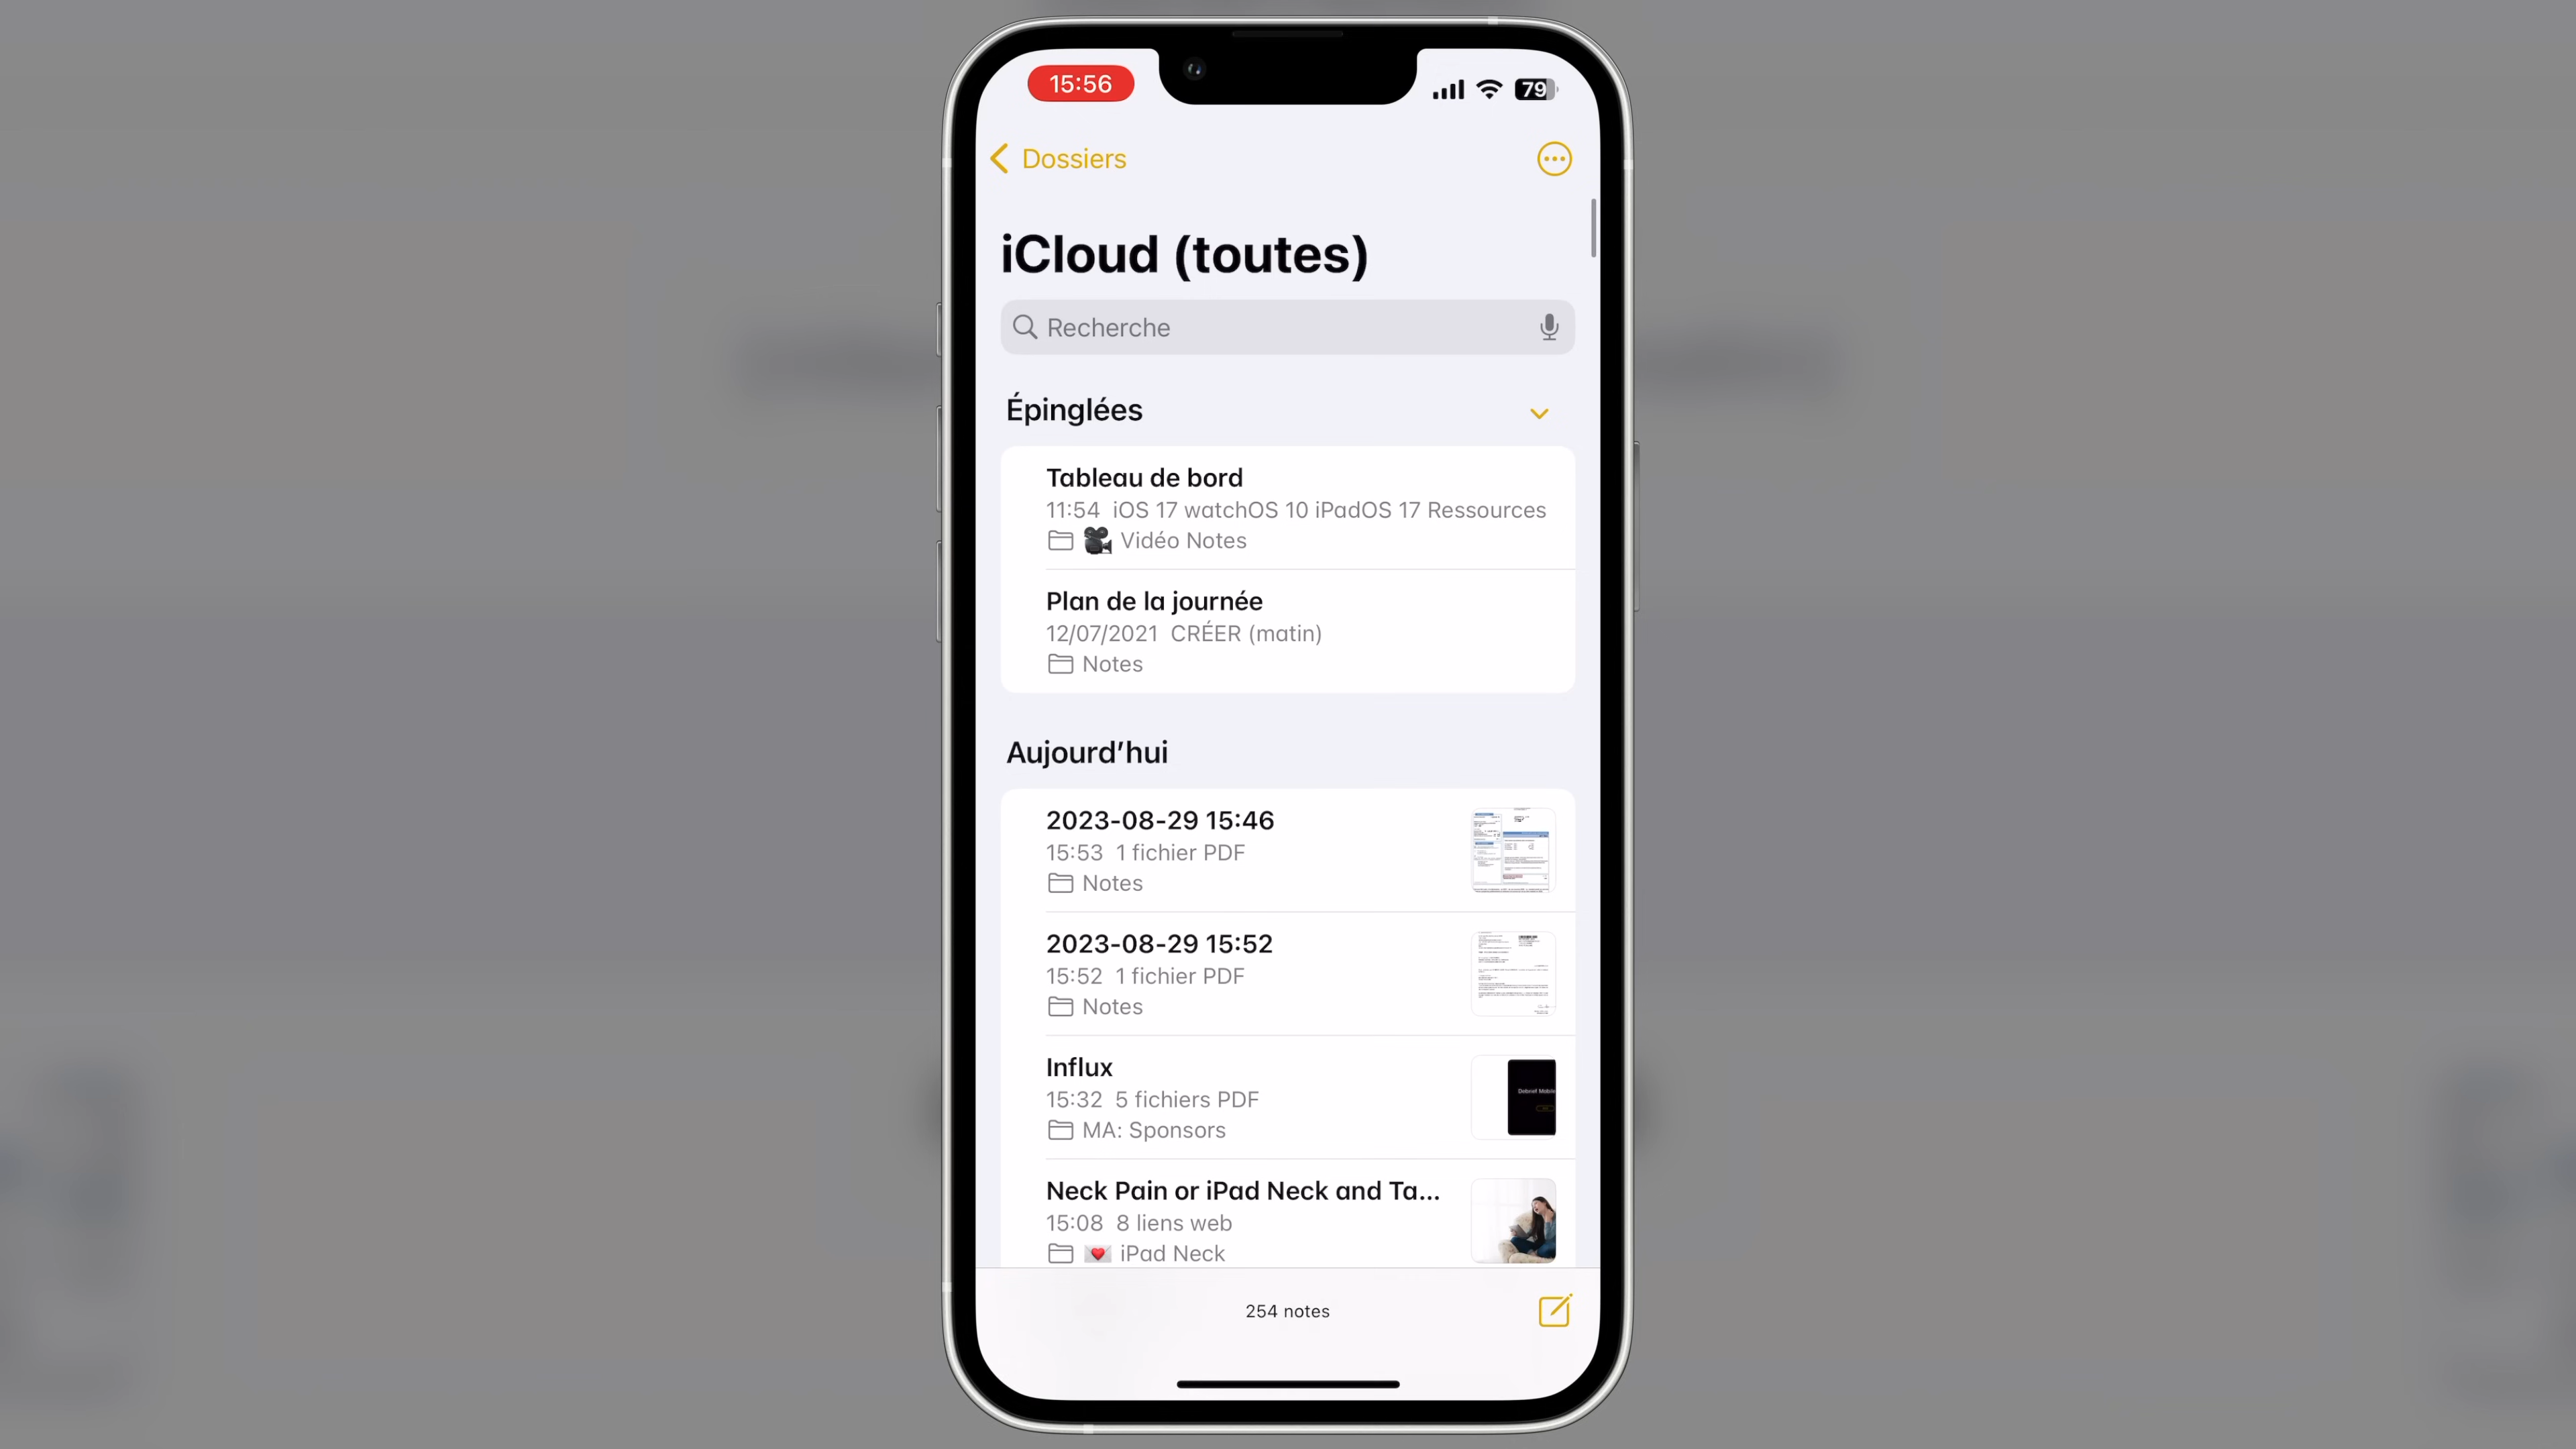 15:56
79
Dossiers
iCloud (toutes)
Recherche
Épinglées
Tableau de bord
11:54 iOS 17 watchOS 10 iPadOS 17 Ressources
Vidéo Notes
Plan de la journée
12/07/2021 CRÉER (matin)
Notes
Aujourd’hui
2023-08-29 15:46
15:53 1 fichier PDF
Notes
2023-08-29 15:52
15:52 1 fichier PDF
Notes
Influx
15:32 5 fichiers PDF
MA: Sponsors
Neck Pain or iPad Neck and Ta...
15:08 8 liens web
iPad Neck
254 notes